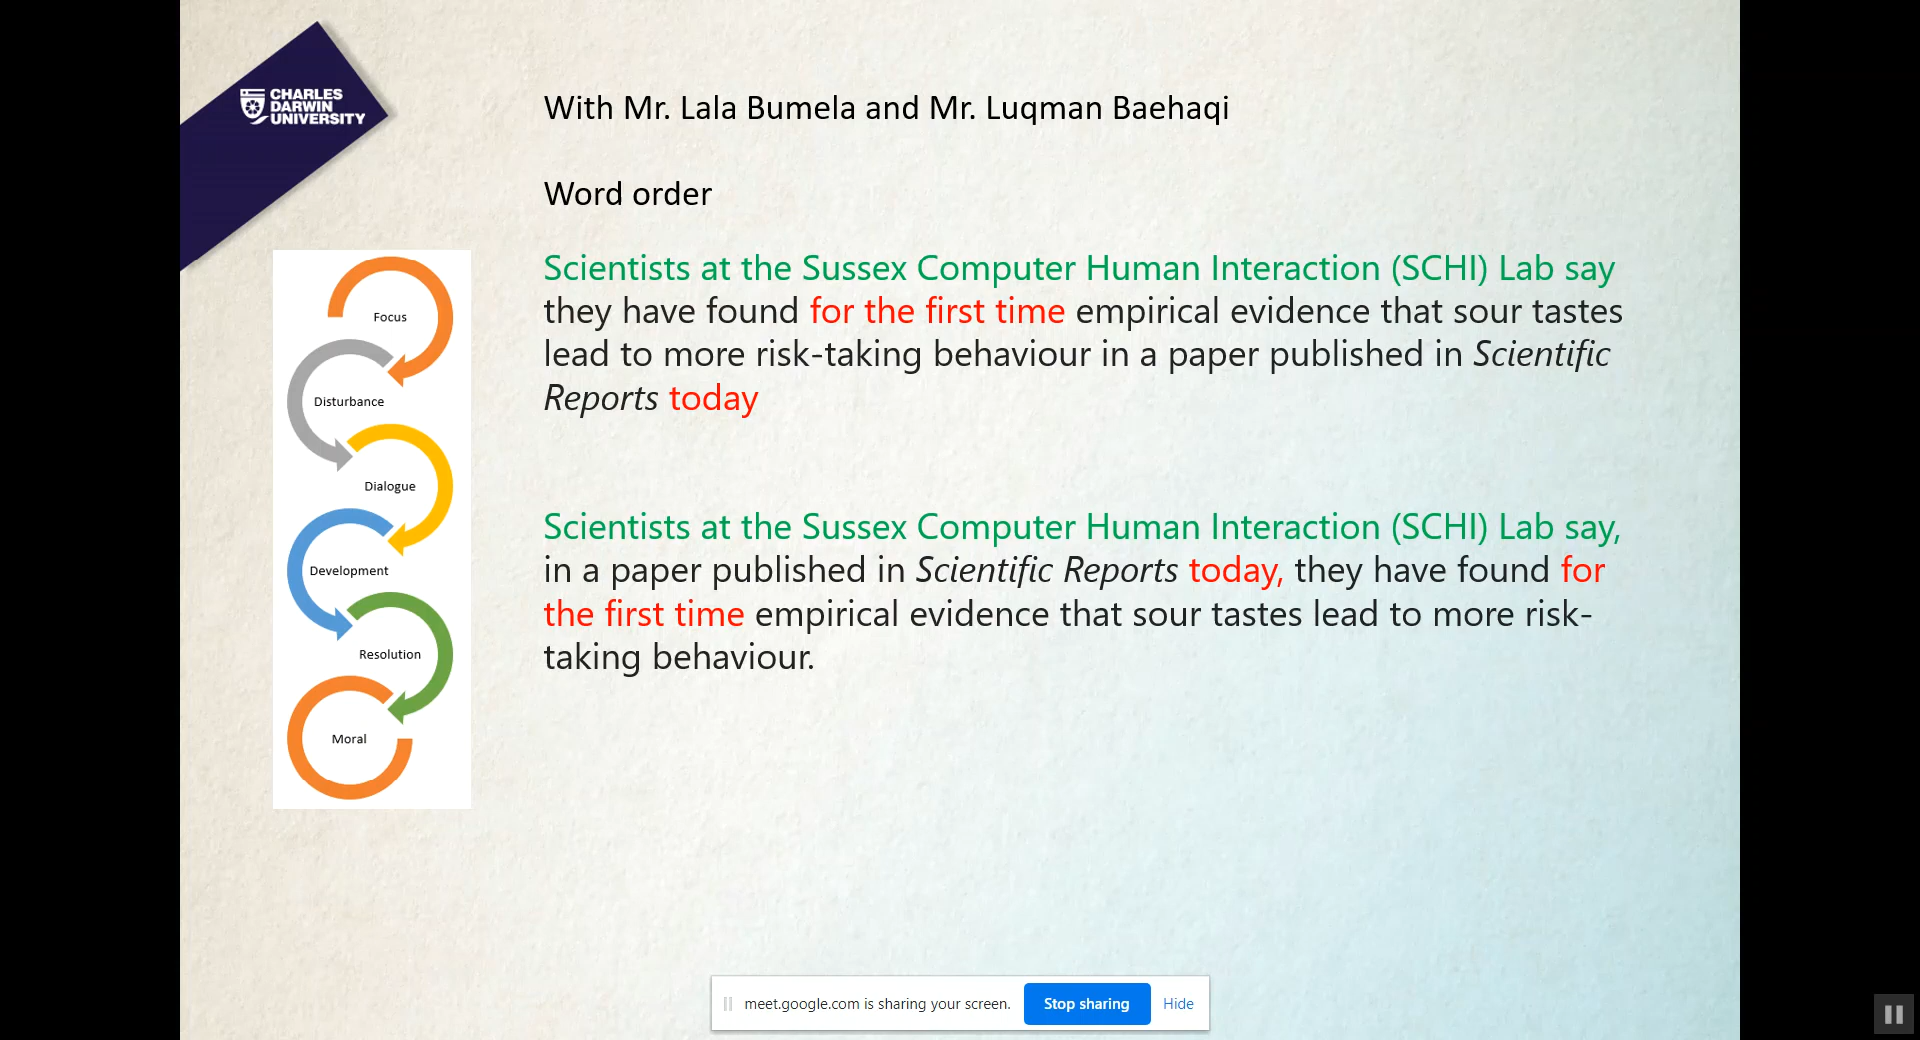 CHARLES
DARWIN
UNIVERSITY
With Mr. Lala Bumela and Mr. Luqman Baehaqi
Word order
Scientists at the Sussex Computer Human Interaction (SCHI) Lab say
they have found for the first time empirical evidence that sour tastes
lead to more risk-taking behaviour in a paper published in Scientific
Reports today
Scientists at the Sussex Computer Human Interaction (SCHI) Lab say,
in a paper published in Scientific Reports today, they have found for
the first time empirical evidence that sour tastes lead to more risk-
taking behaviour.
Focus
Disturbance
Dialogue
Development
Resolution
Moral
meet.google.com is sharing your screen.
Stop sharing
Hide